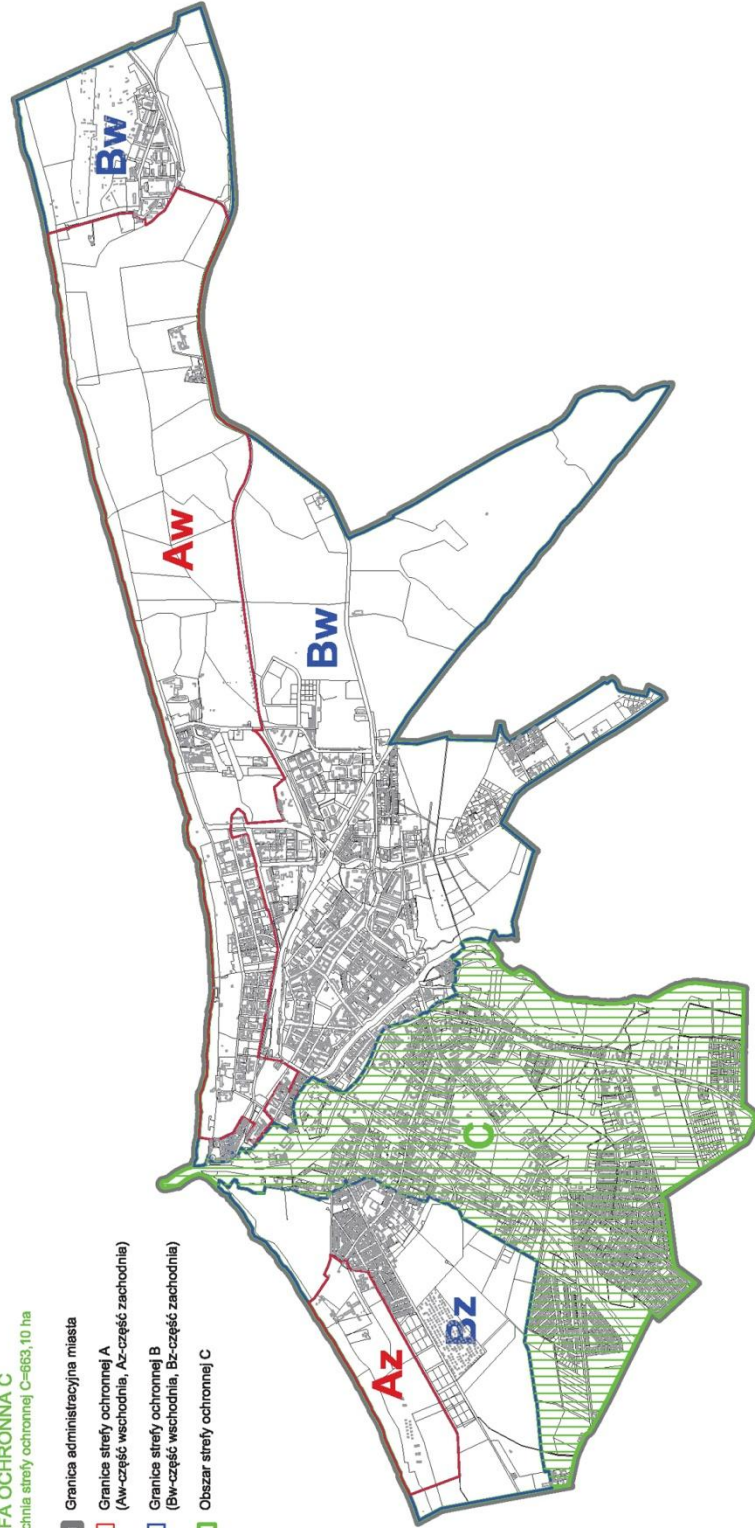 FA OCHRONNA C
chnia strefy ochronnej C=663,10 ha
Granica administracyjna miasta
Granice strefy ochronnej A
(Aw-część wschodnia, Az-część zachodnia)
Granice strefy ochronnej B
(Bw-część wschodnia, Bz-część zachodnia)
Obszar strefy ochronnej C
Az
Bz
C
Aw
Bw
Bw